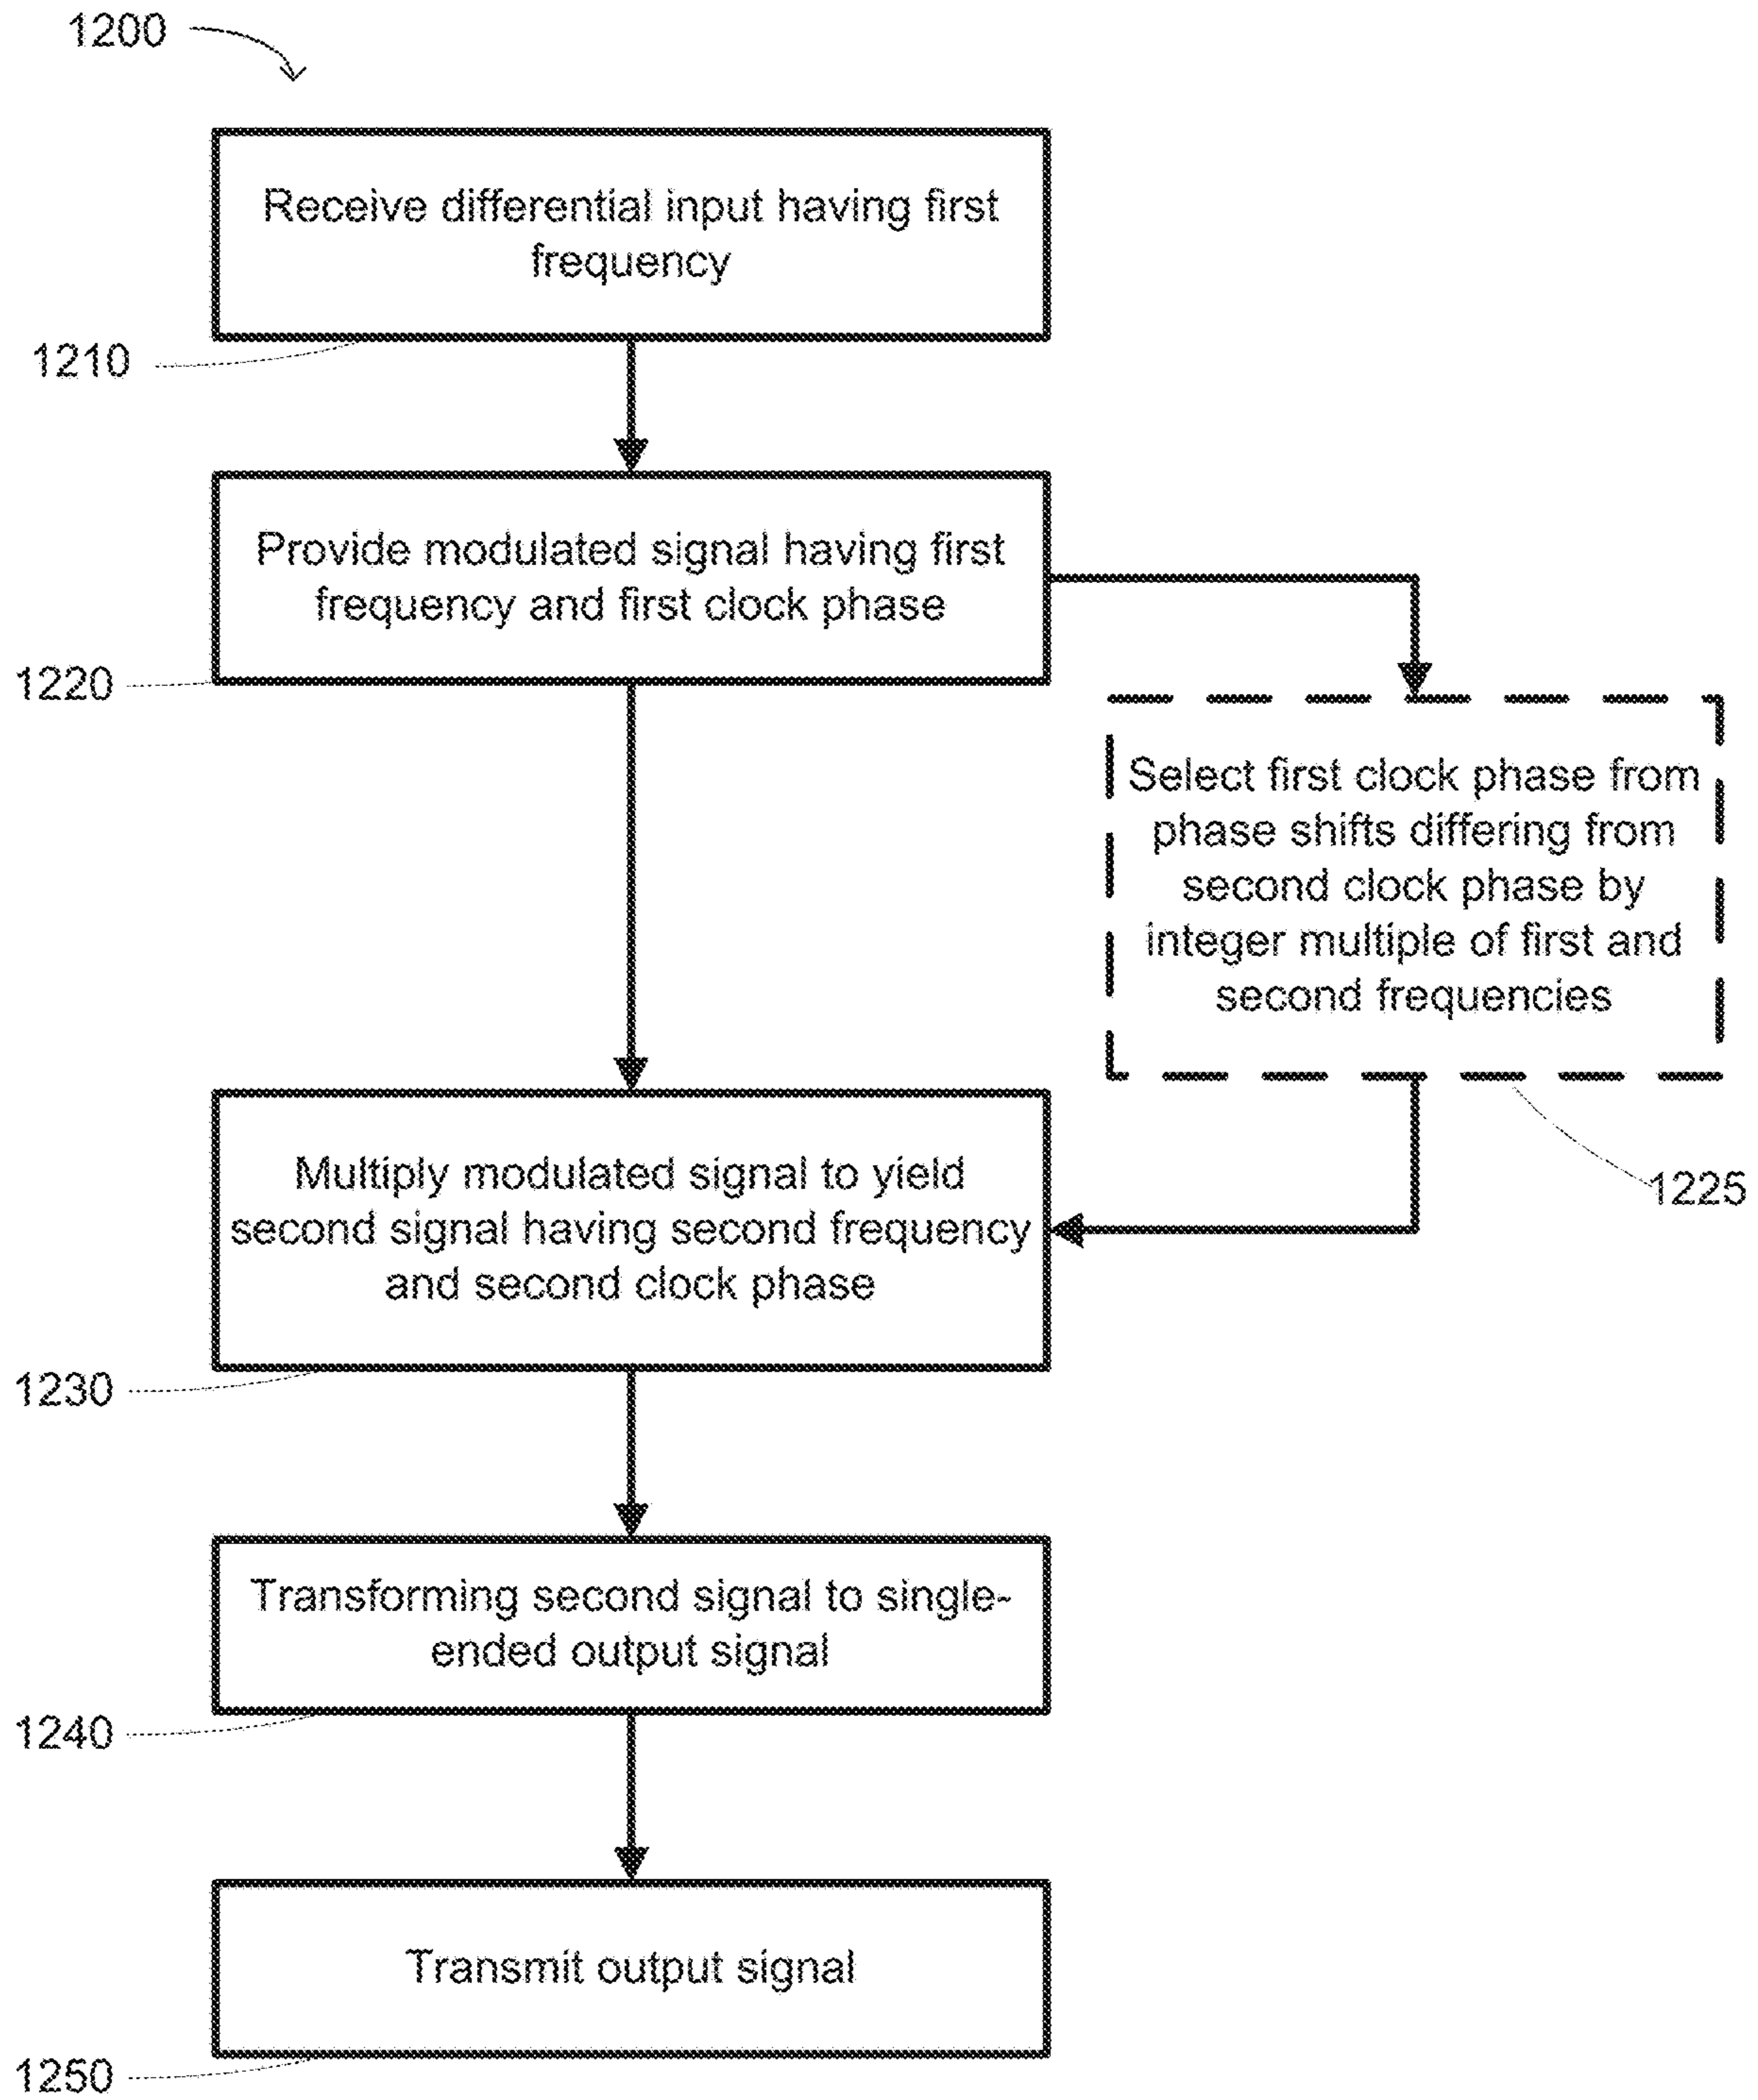 1200
Receive differential input having first
frequency
1210
Provide modulated signal having first
frequency and first clock phase
1220
Select first clock phase from
phase shifts differing from
second clock phase by
integer multiple of first and
second frequencies
1225
Multiply modulated signal to yield
second signal having second frequency
and second clock phase
1230
Transforming second signal to single-
ended output signal
1240
Transmit output signal
1250